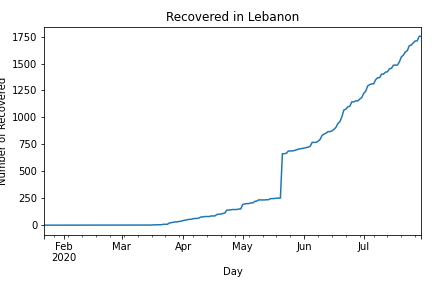 Recovered in Lebanon
Number of Recovered
1750
1500
1250
1000
750
500
250
0
Feb
2020
Mar
Apr
May
Jun
Jul
Day